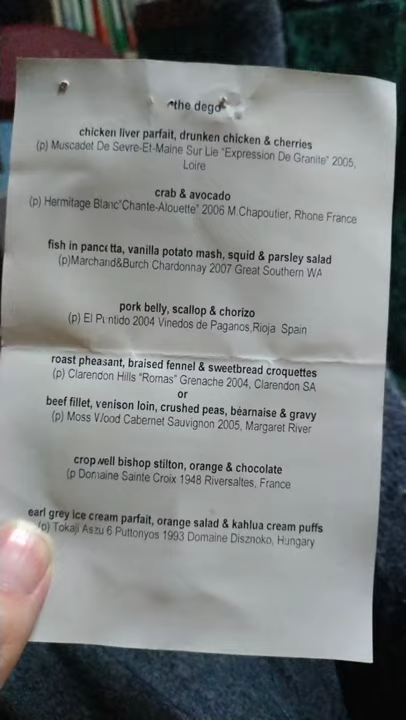 the dego
chicken liver parfait, drunken chicken & cherries
(p) Muscadet De Sevre-Et-Maine Sur Lie "Expression De Granite" 2005,
Loire
crab & avocado
(p) Hermitage Blanc"Chante-Alouette" 2006 M.Chapoutier, Rhone France
fish in pancetta, vanilla potato mash, squid & parsley salad
(p)Marchand&Burch Chardonnay 2007 Great Southern WA
pork belly, scallop & chorizo
(p) El Puntido 2004 Vinedos de Paganos,Rioja Spain
roast pheasant, braised fennel & sweetbread croquettes
(p) Clarendon Hills "Romas" Grenache 2004, Clarendon SA
or
beef fillet, venison loin, crushed peas, béarnaise & gravy
(p) Moss Wood Cabernet Sauvignon 2005, Margaret River
cropwell bishop stilton, orange & chocolate
(p Domaine Sainte Croix 1948 Riversaltes, France
earl grey ice cream parfait, orange salad & kahlua cream puffs
(p) Tokaji Aszu 6 Puttonyos 1993 Domaine Disznoko, Hungary